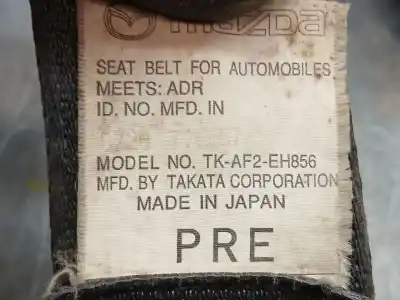 mazda
SEAT BELT FOR AUTOMOBILES
MEETS: ADR
ID. NO. MFD. IN
MODEL NO. TK-AF2-EH856
MFD. BY TAKATA CORPORATION
MADE IN JAPAN
PRE